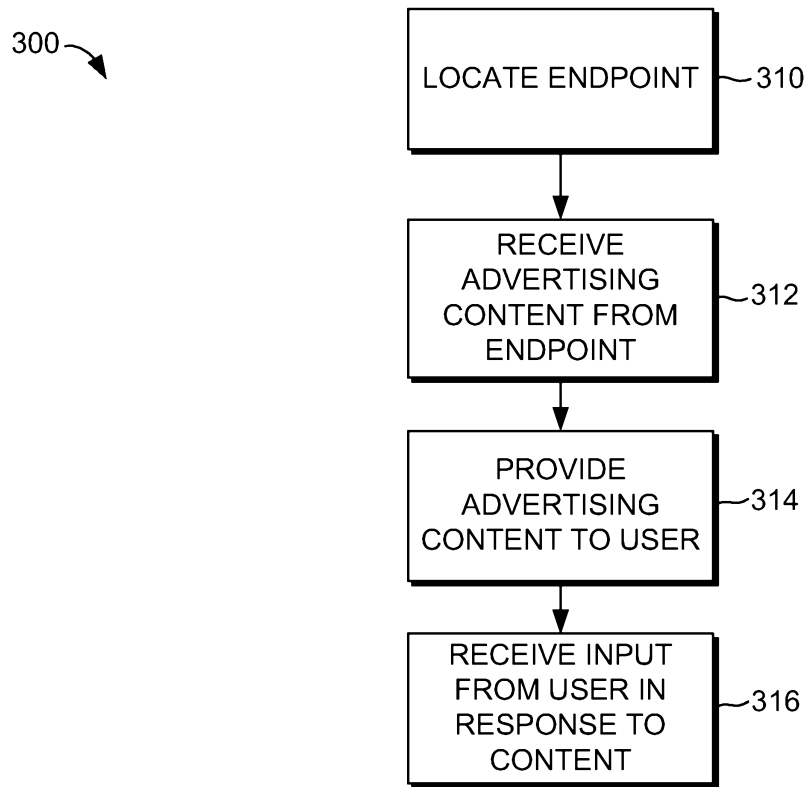 300
LOCATE ENDPOINT
310
RECEIVE
ADVERTISING
CONTENT FROM
ENDPOINT
312
PROVIDE
ADVERTISING
CONTENT TO USER
314
RECEIVE INPUT
FROM USER IN
RESPONSE TO
CONTENT
316